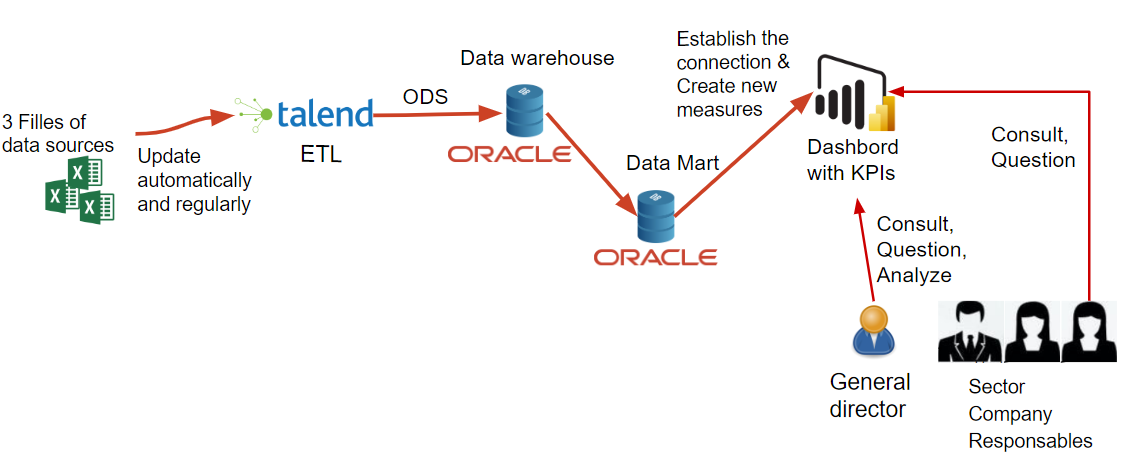 3 Filles of
data sources
Update
automatically
and regularly
talend
ETL
ODS
Data warehouse
ORACLE
Data Mart
ORACLE
Establish the
connection &
Create new
measures
Dashbord
with KPIs
Consult,
Question
Consult,
Question,
Analyze
General
director
Sector
Company
Responsables
X
X
X